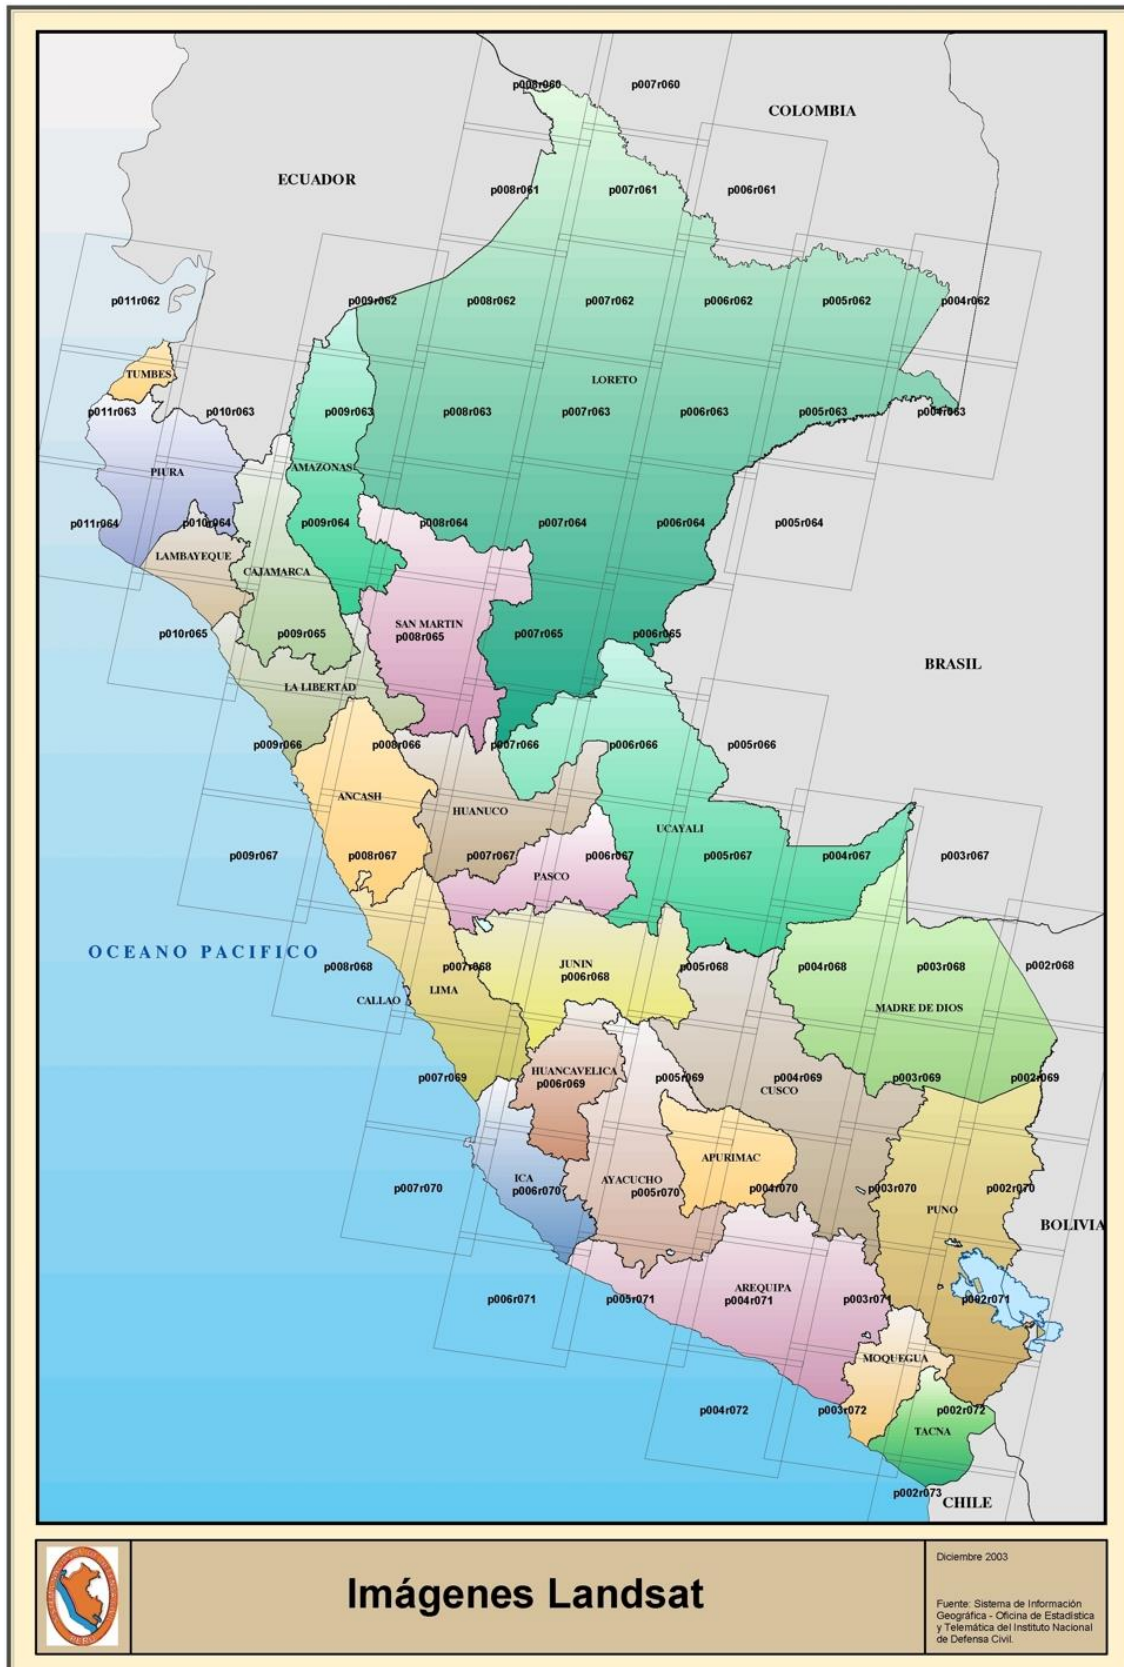 p008r060
p007r060
COLOMBIA
ECUADOR
p008r061
p007r061
p006r061
p011r062
p009r062
p008r062
p007r062
p006r062
p005r062
p004r062
TUMBES
LORETO
p011r063
p010r063
p009r063
p008r063
p007r063
p006r063
p005r063
p004r063
PIURA
AMAZONAS
p011r064
p010r064
p009r064
p008r064
p007r064
p006r064
p005r064
LAMBAYEQUE
CAJAMARCA
SAN MARTIN
p010r065
p009r065
p008r065
p007r065
p006r065
BRASIL
LA LIBERTAD
p009r066
p008r066
p007r066
p006r066
p005r066
ANCASH
HUANUCO
UCAYALI
p009r067
p008r067
p007r067
p006r067
p005r067
p004r067
p003r067
PASCO
OCEANO PACIFICO
p008r068
p007r068
JUNIN
p006r068
p005r068
p004r068
p003r068
p002r068
CALLAO
LIMA
MADRE DE DIOS
p007r069
HUANCAVELICA
p006r069
p005r069
p004r069
p003r069
p002r069
CUSCO
APURIMAC
ICA
AYACUCHO
p007r070
p006r070
p005r070
p004r070
p003r070
p002r070
PUNO
BOLIVIA
AREQUIPA
p006r071
p005r071
p004r071
p003r071
p002r071
MOQUEGUA
p004r072
p003r072
p002r072
TACNA
p002r073
CHILE
Imágenes Landsat
Diciembre 2003
Fuente: Sistema de Información
Geográfica - Oficina de Estadística
y Telemática del Instituto Nacional
de Defensa Civil.
PERU